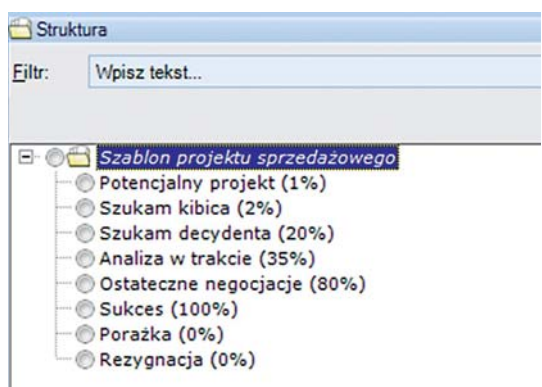 Struktura
Filtr: Wpisz tekst...
Szablon projektu sprzedażowego
Potencjalny projekt (1%)
Szukam kibica (2%)
Szukam decydenta (20%)
Analiza w trakcie (35%)
Ostateczne negocjacje (80%)
Sukces (100%)
Porażka (0%)
Rezygnacja (0%)